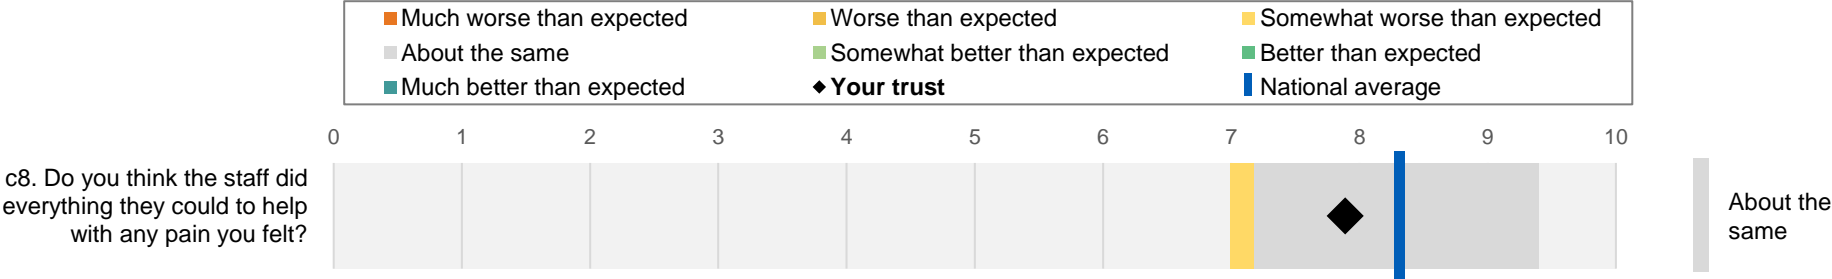 Much worse than expected
Worse than expected
Somewhat worse than expected
About the same
Somewhat better than expected
Better than expected
Much better than expected
Your trust
National average
0 1 2 3 4 5 6 7 8 9 10
c8. Do you think the staff did
everything they could to help
with any pain you felt?
About the
same